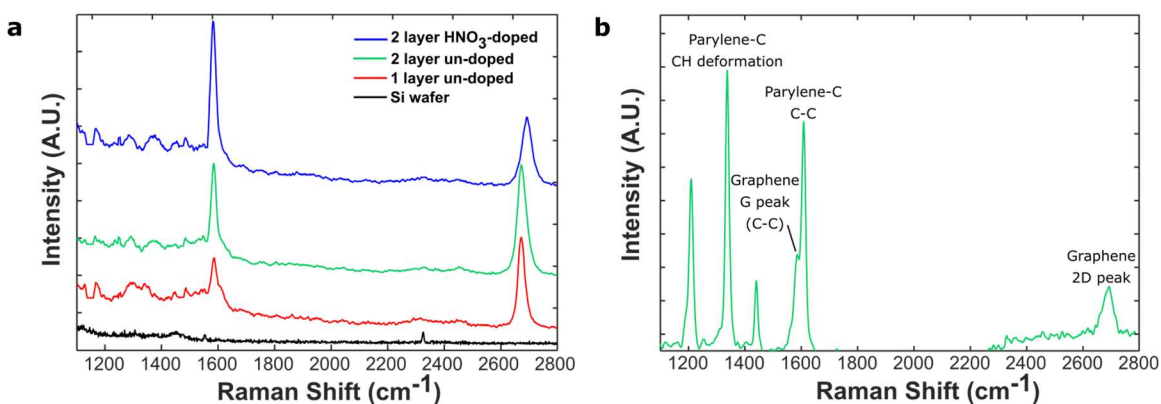 a
2 layer HNO3-doped
2 layer un-doped
1 layer un-doped
Si wafer
Intensity (A.U.)
1200 1400 1600 1800 2000 2200 2400 2600 2800
Raman Shift (cm-1)
b
Parylene-C
CH deformation
Parylene-C
C-C
Graphene
G peak
(C-C)
Graphene
2D peak
Intensity (A.U.)
1200 1400 1600 1800 2000 2200 2400 2600 2800
Raman Shift (cm-1)